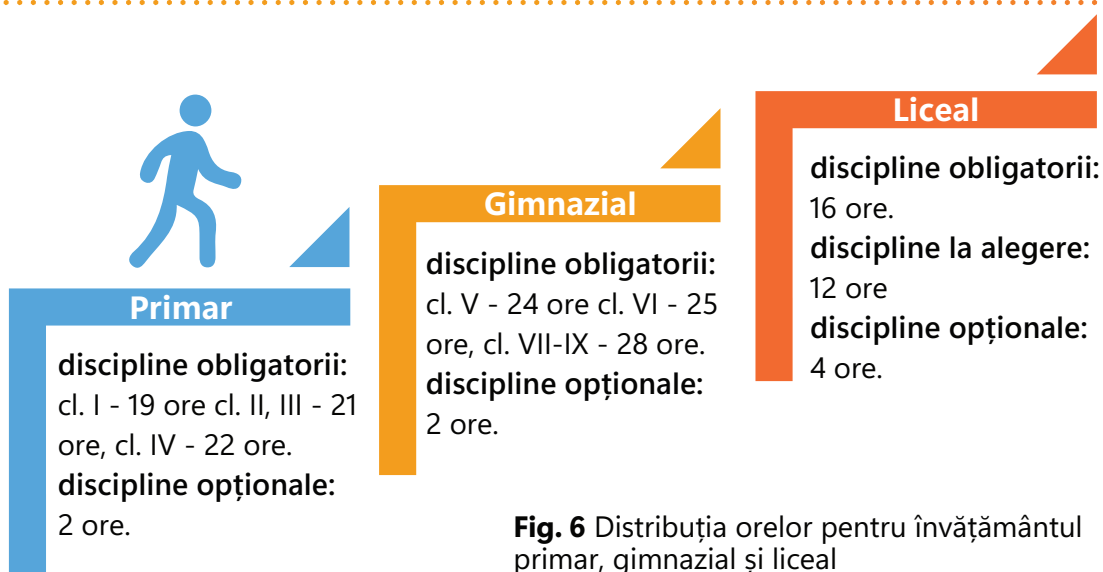 Primar
discipline obligatorii:
cl. I - 19 ore cl. II, III - 21
ore, cl. IV - 22 ore.
discipline opționale:
2 ore.
Gimnazial
discipline obligatorii:
cl. V - 24 ore cl. VI - 25
ore, cl. VII-IX - 28 ore.
discipline opționale:
2 ore.
Liceal
discipline obligatorii:
16 ore.
discipline la alegere:
12 ore
discipline opționale:
4 ore.
Fig. 6 Distribuția orelor pentru învățământul
primar, gimnazial și liceal